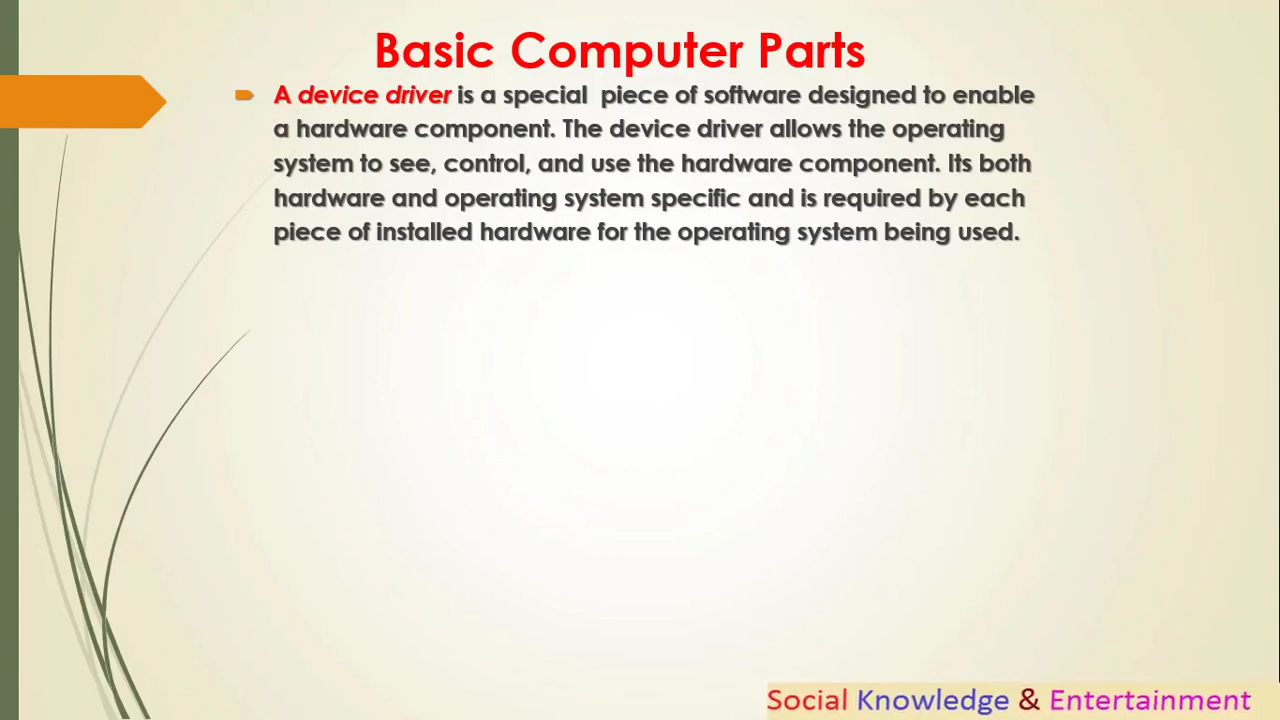 Basic Computer Parts
A device driver is a special  piece of software designed to enable
a hardware component. The device driver allows the operating
system to see, control, and use the hardware component. Its both
hardware and operating system specific and is required by each
piece of installed hardware for the operating system being used.
Social Knowledge & Entertainment